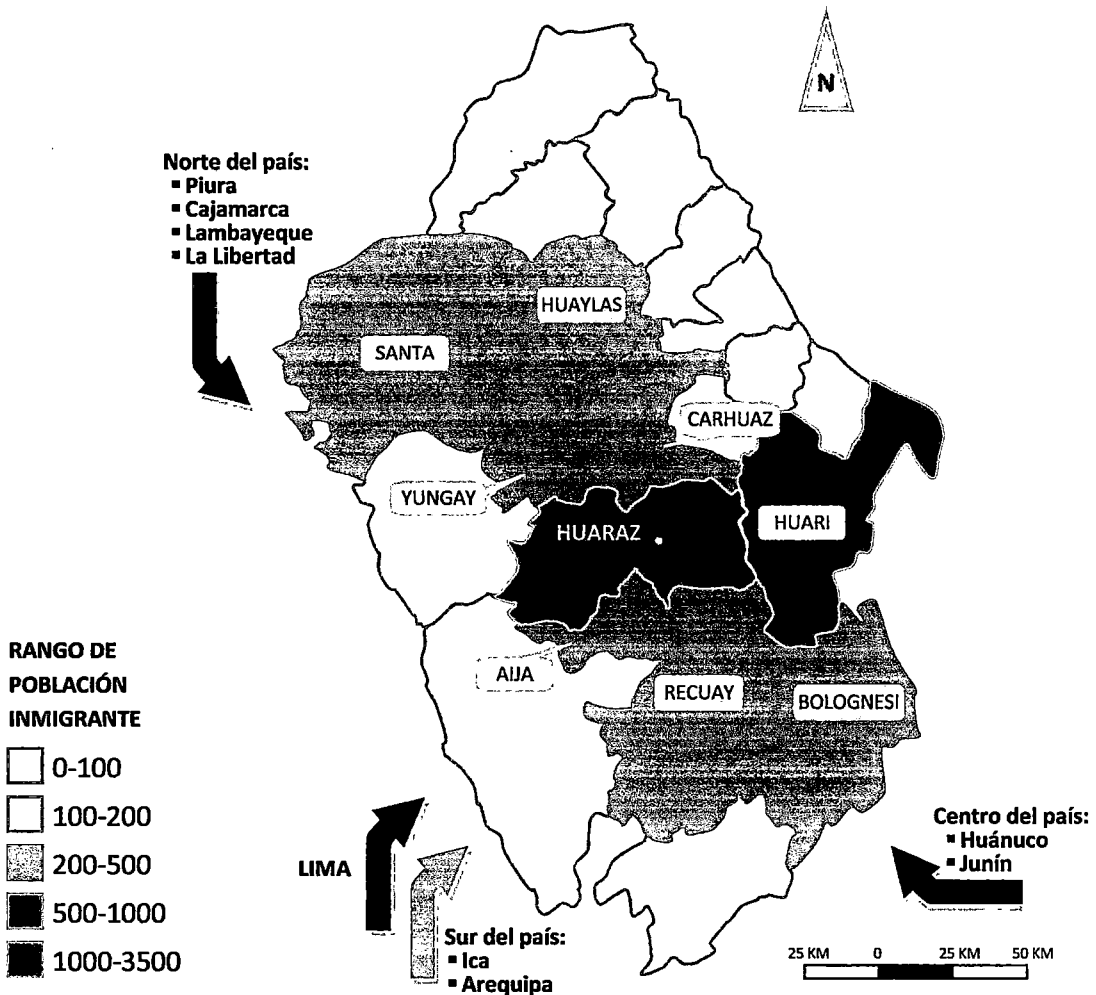 N
Norte del país:
▪ Piura
▪ Cajamarca
▪ Lambayeque
▪ La Libertad
HUAYLAS
SANTA
CARHUAZ
YUNGAY
HUARAZ
HUARI
AIJA
RECUAY
BOLOGNESI
RANGO DE
POBLACIÓN
INMIGRANTE
0-100
100-200
200-500
500-1000
1000-3500
LIMA
Sur del país:
▪ Ica
▪ Arequipa
Centro del país:
▪ Huánuco
▪ Junín
25 KM 0 25 KM 50 KM